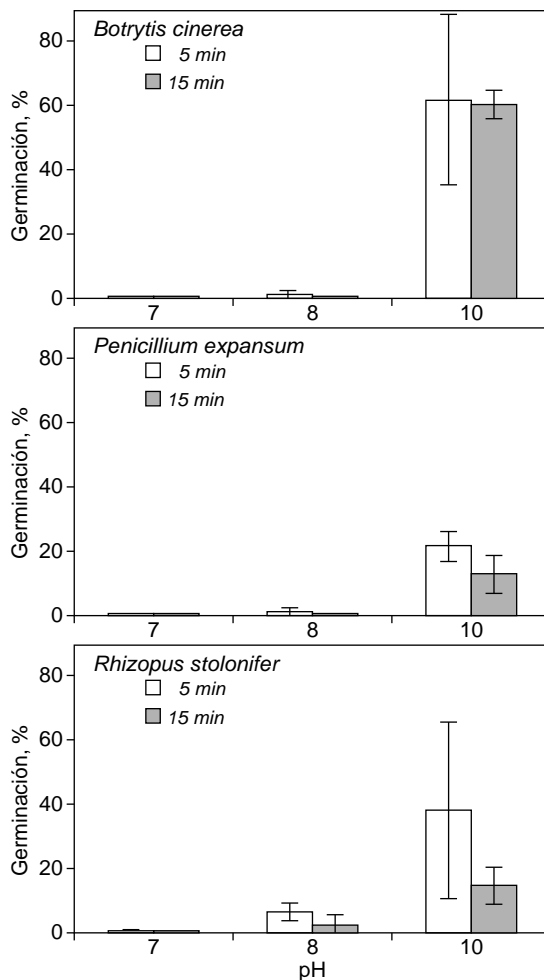 Botrytis cinerea
5 min
15 min
Germinación, %
80
60
40
20
0
7 8 10
Penicillium expansum
5 min
15 min
Germinación, %
80
60
40
20
0
7 8 10
Rhizopus stolonifer
5 min
15 min
Germinación, %
80
60
40
20
0
7 8 10
pH